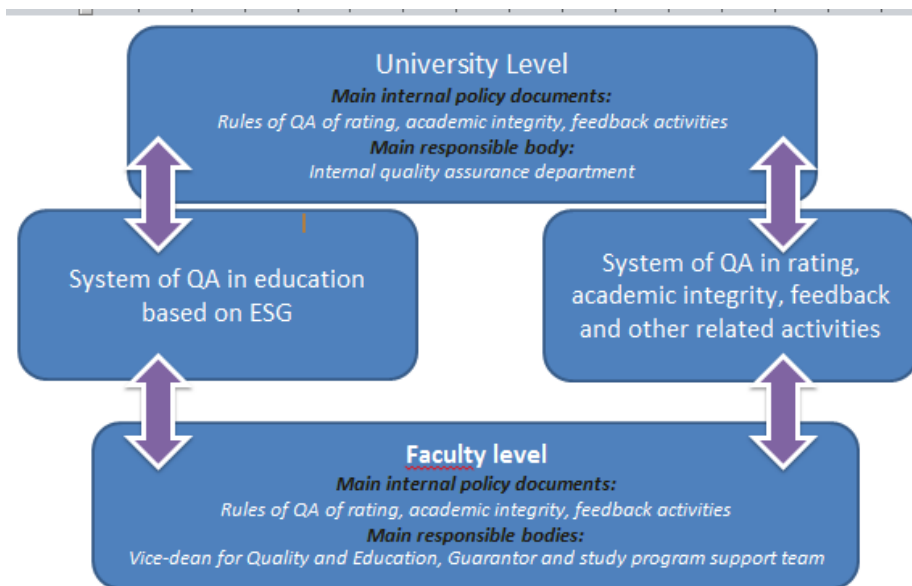 University Level
Main internal policy documents:
Rules of QA of rating, academic integrity, feedback activities
Main responsible body:
Internal quality assurance department
System of QA in education
based on ESG
System of QA in rating,
academic integrity, feedback
and other related activities
Faculty level
Main internal policy documents:
Rules of QA of rating, academic integrity, feedback activities
Main responsible bodies:
Vice-dean for Quality and Education, Guarantor and study program support team